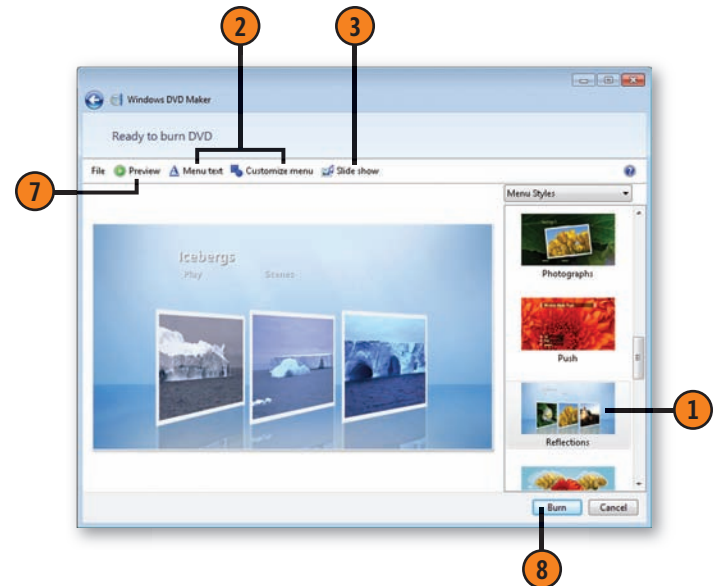 2
3
Windows DVD Maker
Ready to burn DVD
File Preview Menu text Customize menu Slide show
7
Menu Styles
Icebergs
Play Scenes
Photographs
Push
1
Reflections
Burn Cancel
8